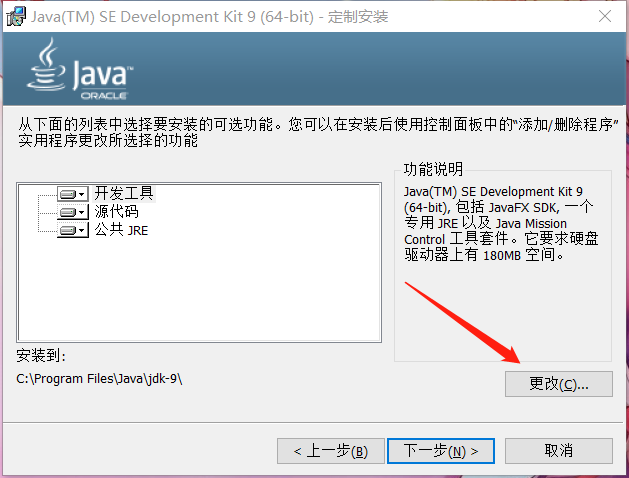 Java(TM) SE Development Kit 9 (64-bit) - 定制安装
Java™
ORACLE
从下面的列表中选择要安装的可选功能。您可以在安装后使用控制面板中的“添加/删除程序”
实用程序更改所选择的功能
开发工具
源代码
公共 JRE
功能说明
Java(TM) SE Development Kit 9
(64-bit), 包括 JavaFX SDK, 一个
专用 JRE 以及 Java Mission
Control 工具套件。它要求硬盘
驱动器上有 180MB 空间。
安装到:
C:\Program Files\Java\jdk-9\
更改(C)...
< 上一步(B)
下一步(N) >
取消